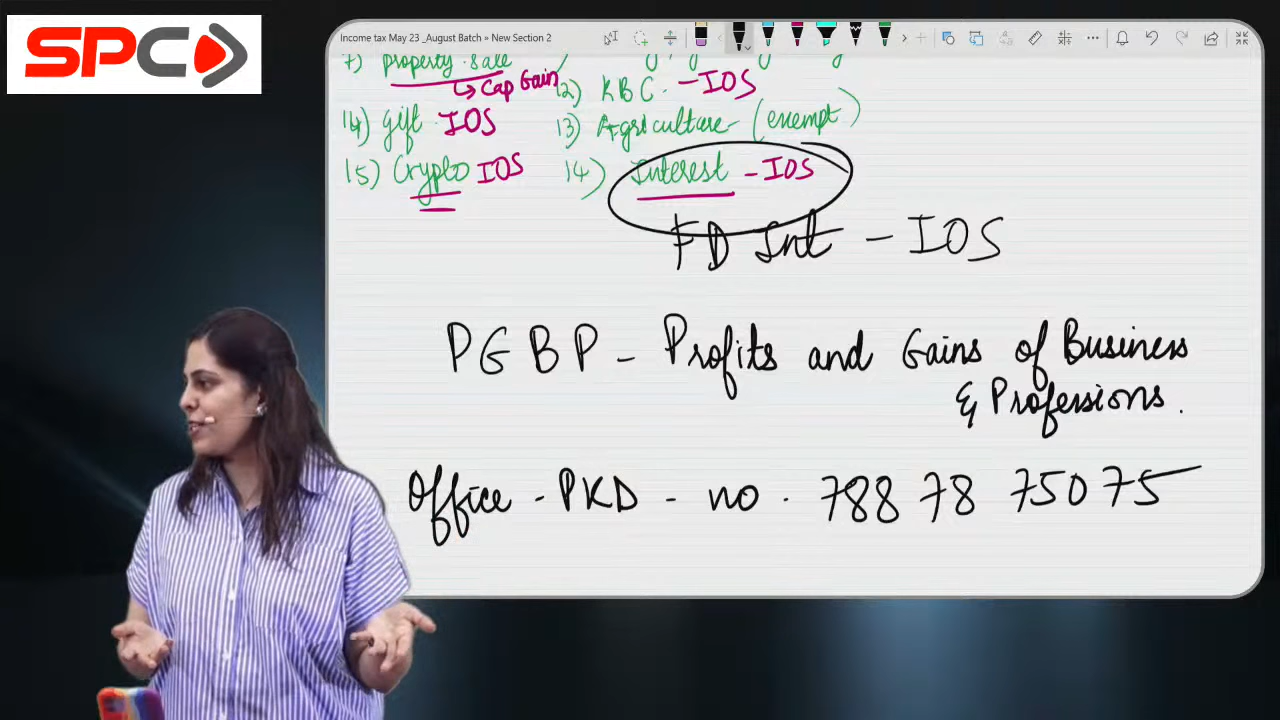 SPC
Income tax May 23 _August Batch » New Section 2
7) property sale
↳ Cap Gain
12) KBC - IOS
14) gift IOS
13) Agriculture - (exempt)
15) Crypto IOS
14) Interest - IOS
FD Int - IOS
PGBP - Profits and Gains of Business
& Professions.
Office - PKD - no. 788 78 750 75